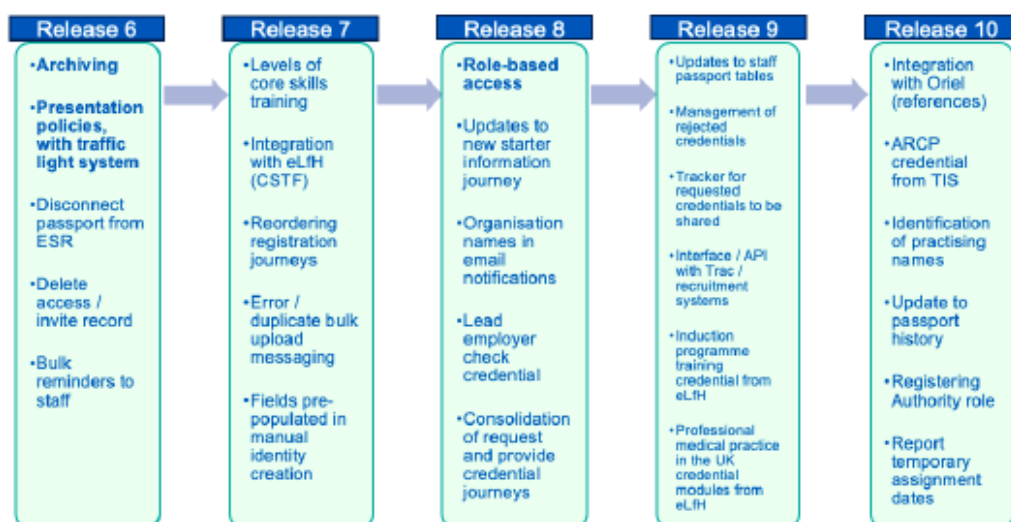 Release 6
•Archiving
•Presentation
policies,
with traffic
light system
•Disconnect
passport from
ESR
•Delete
access /
invite record
•Bulk
reminders to
staff
Release 7
•Levels of
core skills
training
•Integration
with eLfH
(CSTF)
•Reordering
registration
journeys
•Error /
duplicate bulk
upload
messaging
•Fields pre-
populated in
manual
identity
creation
Release 8
•Role-based
access
•Updates to
new starter
information
journey
•Organisation
names in
email
notifications
•Lead
employer
check
credential
•Consolidation
of request
and provide
credential
journeys
Release 9
•Updates to staff
passport tables
•Management of
rejected
credentials
•Tracker for
requested
credentials to be
shared
•Interface / API
with Trac /
recruitment
systems
•Induction
programme
training
credential from
eLfH
•Professional
medical practice
in the UK
credential
modules from
eLfH
Release 10
•Integration
with Oriel
(references)
•ARCP
credential
from TIS
•Identification
of practising
names
•Update to
passport
history
•Registering
Authority role
•Report
temporary
assignment
dates